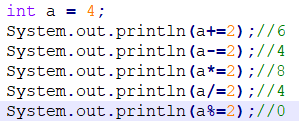 int a = 4;
System.out.println(a+=2);//6
System.out.println(a-=2);//4
System.out.println(a*=2);//8
System.out.println(a/=2);//4
System.out.println(a%=2);//0